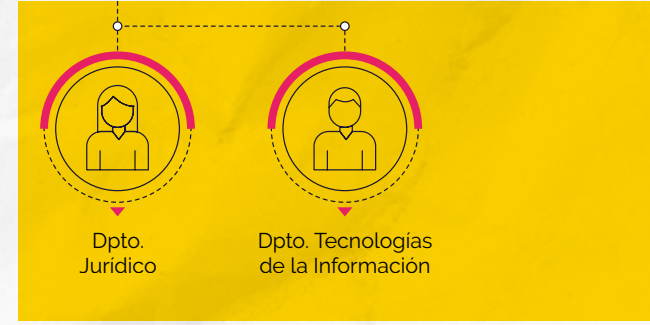 Dpto.
Jurídico
Dpto. Tecnologías
de la Información